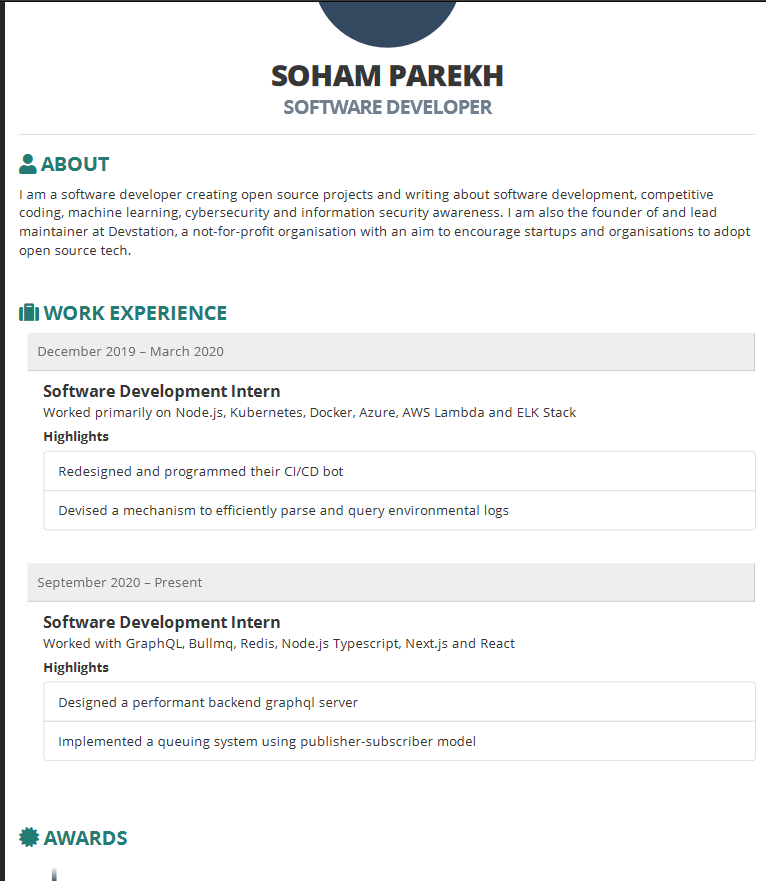 SOHAM PAREKH
SOFTWARE DEVELOPER
ABOUT
I am a software developer creating open source projects and writing about software development, competitive
coding, machine learning, cybersecurity and information security awareness. I am also the founder of and lead
maintainer at Devstation, a not-for-profit organisation with an aim to encourage startups and organisations to adopt
open source tech.
WORK EXPERIENCE
December 2019 – March 2020
Software Development Intern
Worked primarily on Node.js, Kubernetes, Docker, Azure, AWS Lambda and ELK Stack
Highlights
Redesigned and programmed their CI/CD bot
Devised a mechanism to efficiently parse and query environmental logs
September 2020 – Present
Software Development Intern
Worked with GraphQL, Bullmq, Redis, Node.js Typescript, Next.js and React
Highlights
Designed a performant backend graphql server
Implemented a queuing system using publisher-subscriber model
AWARDS